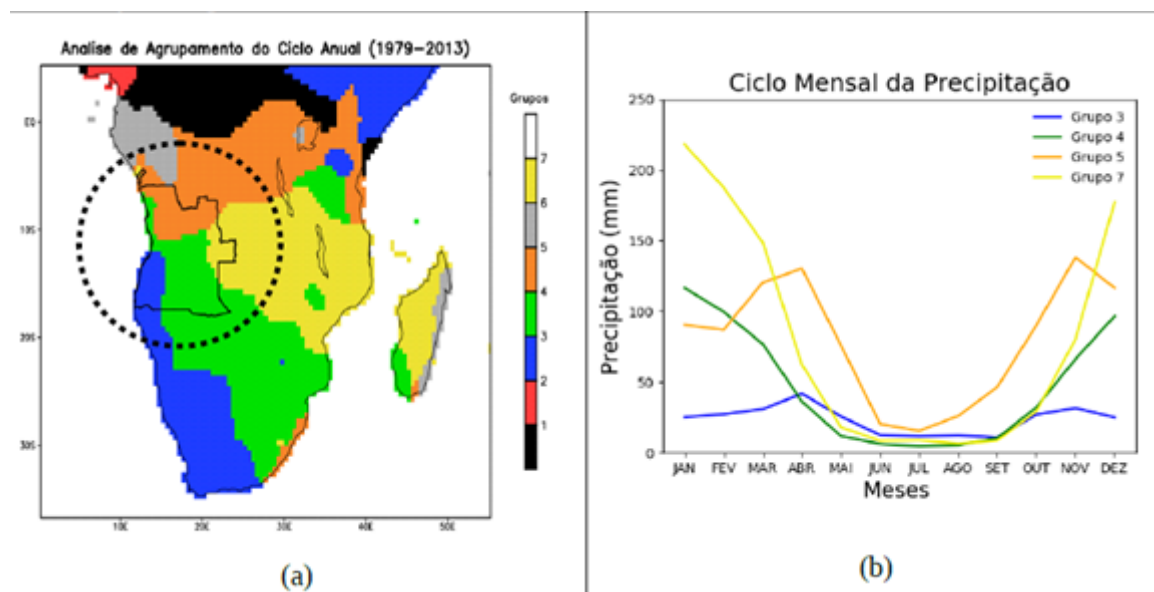 Analise de Agrupamento do Ciclo Anual (1979–2013)
Grupos
EQ
10S
20S
30S
10E
20E
30E
40E
50E
7
6
5
4
3
2
1
(a)
Ciclo Mensal da Precipitação
Precipitação (mm)
250
200
150
100
50
0
Grupo 3
Grupo 4
Grupo 5
Grupo 7
JAN FEV MAR ABR MAI JUN JUL AGO SET OUT NOV DEZ
Meses
(b)